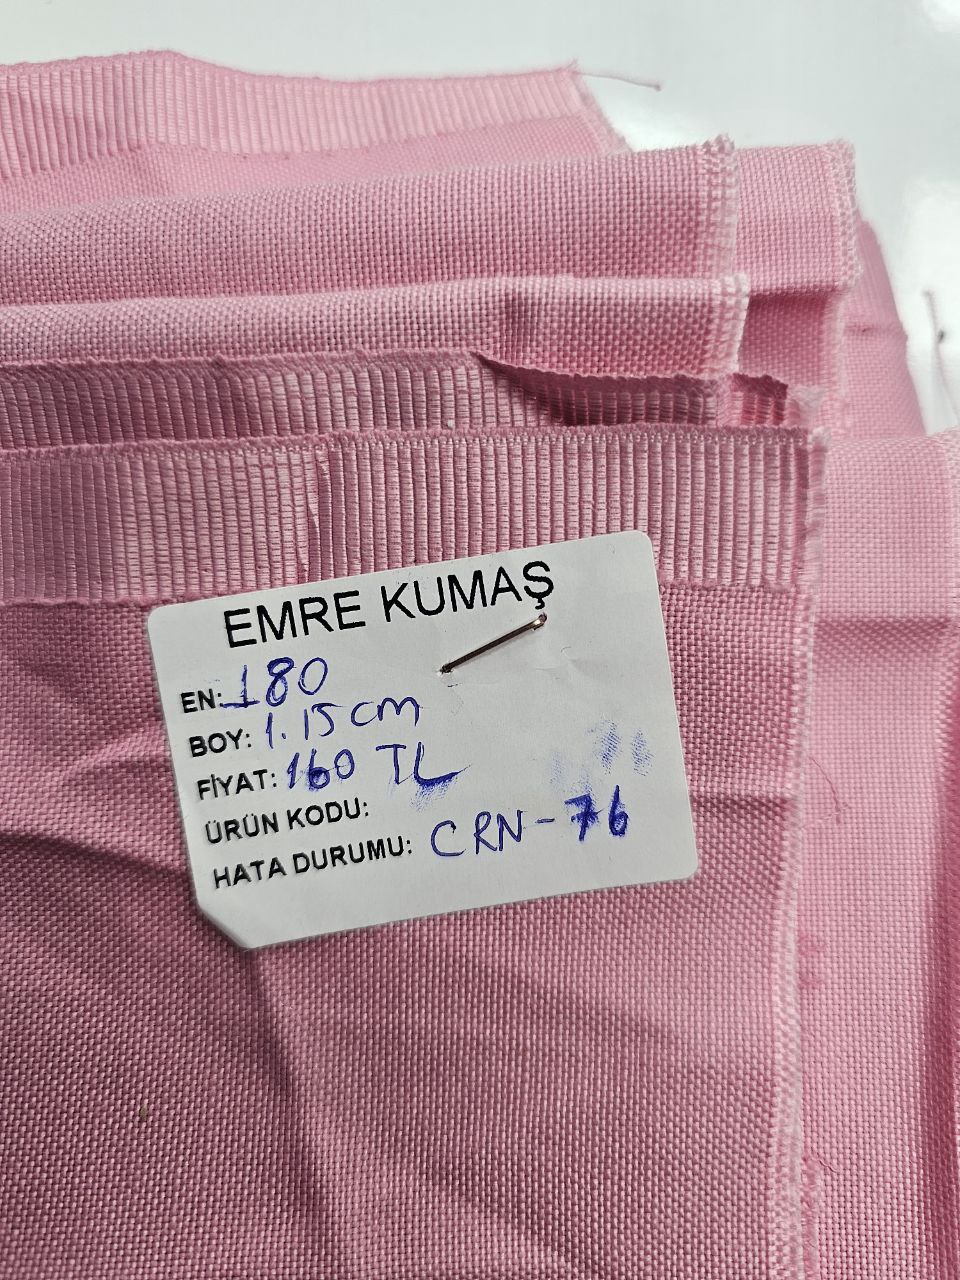 EMRE KUMAŞ
EN: 180
BOY: 1.15 cm
FİYAT: 160 TL
ÜRÜN KODU:
HATA DURUMU: CRN-76